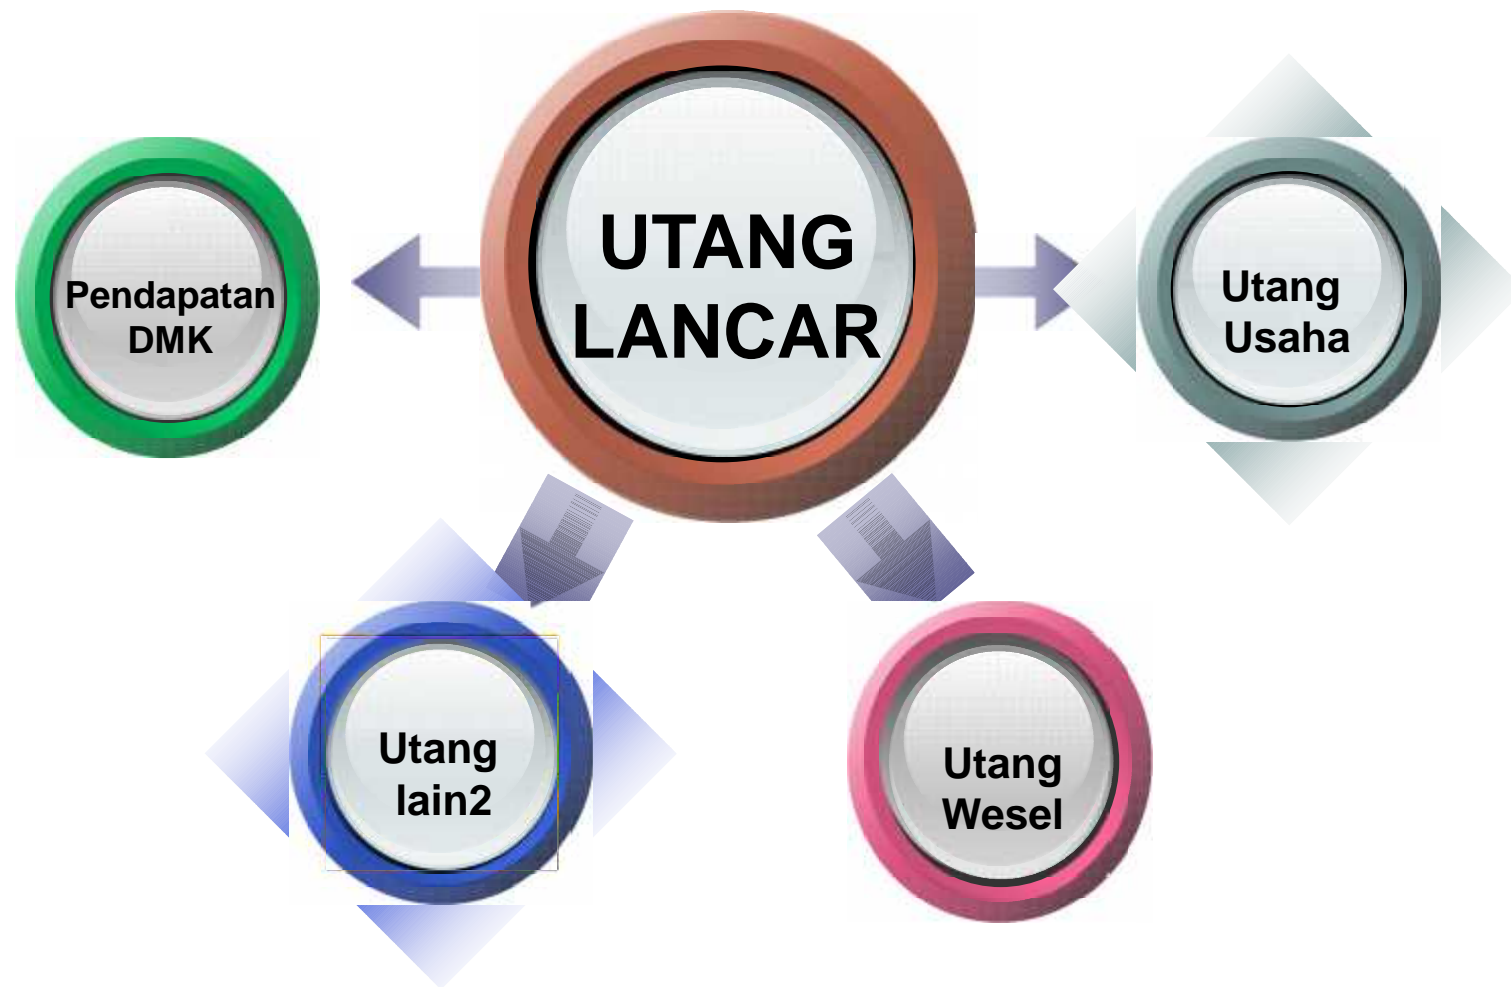 UTANG
LANCAR
Pendapatan
DMK
Utang
Usaha
Utang
lain2
Utang
Wesel